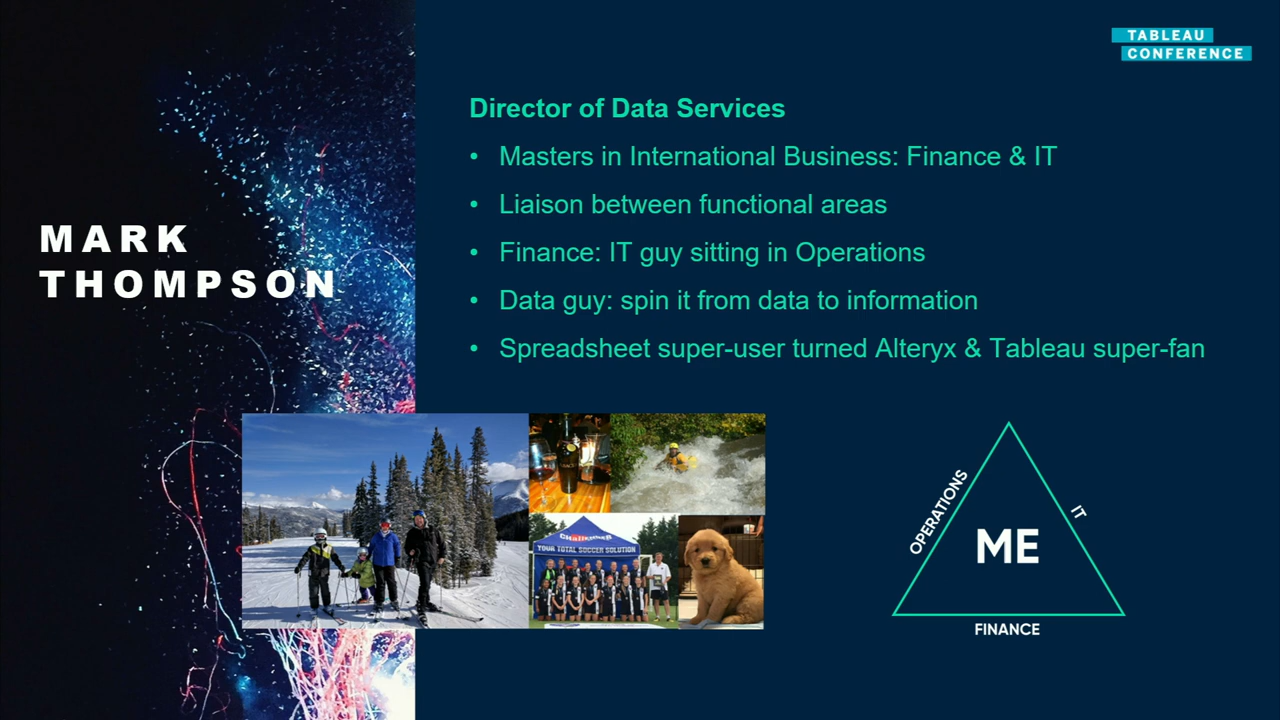 TABLEAU
CONFERENCE
MARK
THOMPSON
Director of Data Services
• Masters in International Business: Finance & IT
• Liaison between functional areas
• Finance: IT guy sitting in Operations
• Data guy: spin it from data to information
• Spreadsheet super-user turned Alteryx & Tableau super-fan
YOUR TOTAL SOCCER SOLUTION
OPERATIONS
IT
ME
FINANCE